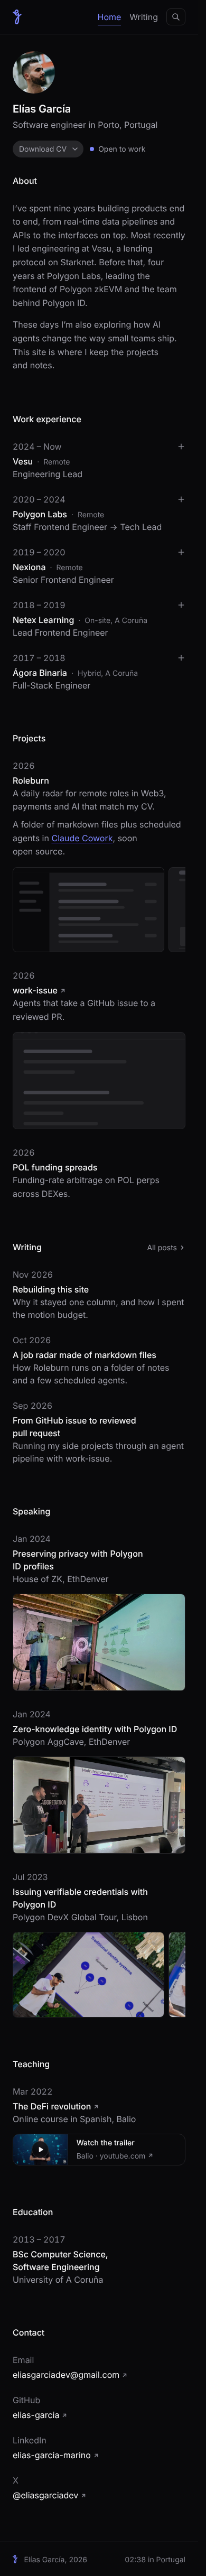 Home Writing
Elías García
Software engineer in Porto, Portugal
Download CV
Open to work
About
I've spent nine years building products end
to end, from real-time data pipelines and
APIs to the interfaces on top. Most recently
I led engineering at Vesu, a lending
protocol on Starknet. Before that, four
years at Polygon Labs, leading the
frontend of Polygon zkEVM and the team
behind Polygon ID.
These days I'm also exploring how AI
agents change the way small teams ship.
This site is where I keep the projects
and notes.
Work experience
2024 – Now
Vesu · Remote
Engineering Lead
2020 – 2024
Polygon Labs · Remote
Staff Frontend Engineer → Tech Lead
2019 – 2020
Nexiona · Remote
Senior Frontend Engineer
2018 – 2019
Netex Learning · On-site, A Coruña
Lead Frontend Engineer
2017 – 2018
Ágora Binaria · Hybrid, A Coruña
Full-Stack Engineer
Projects
2026
Roleburn
A daily radar for remote roles in Web3,
payments and AI that match my CV.
A folder of markdown files plus scheduled
agents in Claude Cowork, soon
open source.
2026
work-issue ↗
Agents that take a GitHub issue to a
reviewed PR.
2026
POL funding spreads
Funding-rate arbitrage on POL perps
across DEXes.
Writing
All posts
Nov 2026
Rebuilding this site
Why it stayed one column, and how I spent
the motion budget.
Oct 2026
A job radar made of markdown files
How Roleburn runs on a folder of notes
and a few scheduled agents.
Sep 2026
From GitHub issue to reviewed
pull request
Running my side projects through an agent
pipeline with work-issue.
Speaking
Jan 2024
Preserving privacy with Polygon
ID profiles
House of ZK, EthDenver
Jan 2024
Zero-knowledge identity with Polygon ID
Polygon AggCave, EthDenver
Jul 2023
Issuing verifiable credentials with
Polygon ID
Polygon DevX Global Tour, Lisbon
Teaching
Mar 2022
The DeFi revolution ↗
Online course in Spanish, Balio
Watch the trailer
Balio · youtube.com ↗
Education
2013 – 2017
BSc Computer Science,
Software Engineering
University of A Coruña
Contact
Email
eliasgarciadev@gmail.com ↗
GitHub
elias-garcia ↗
LinkedIn
elias-garcia-marino ↗
X
@eliasgarciadev ↗
Elías García, 2026
02:38 in Portugal